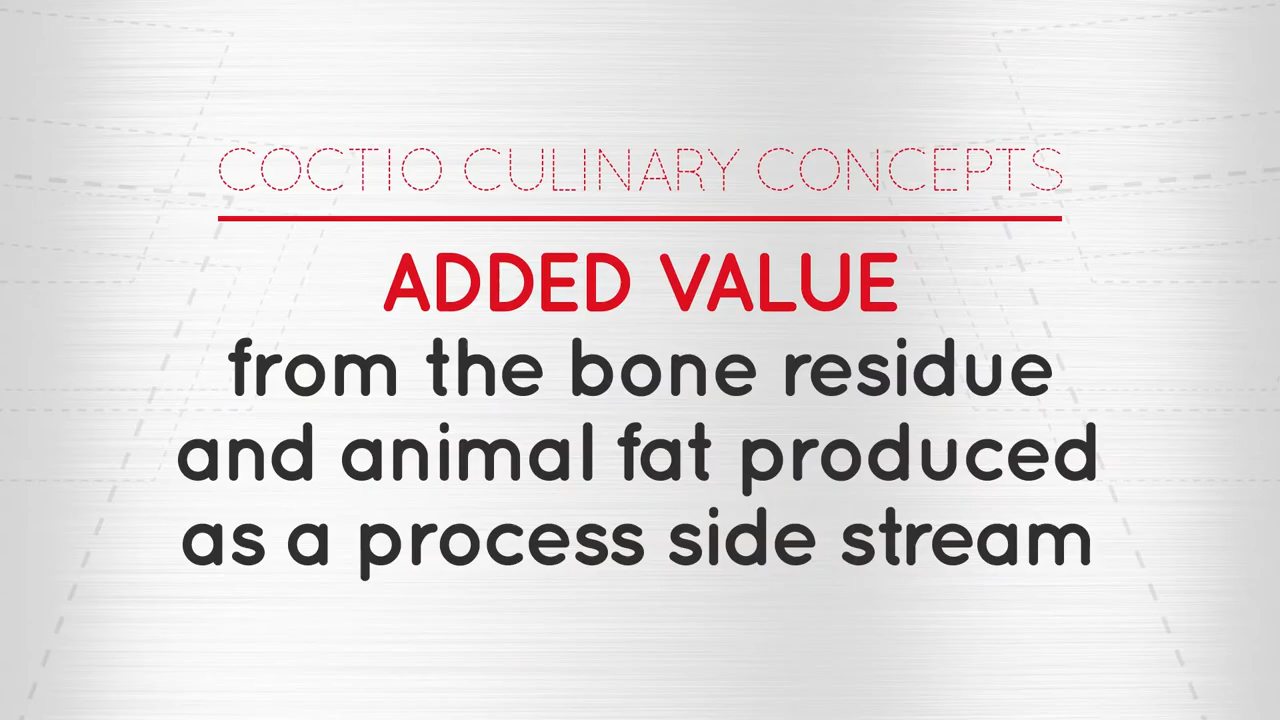 COCTIO CULINARY CONCEPTS
ADDED VALUE
from the bone residue
and animal fat produced
as a process side stream